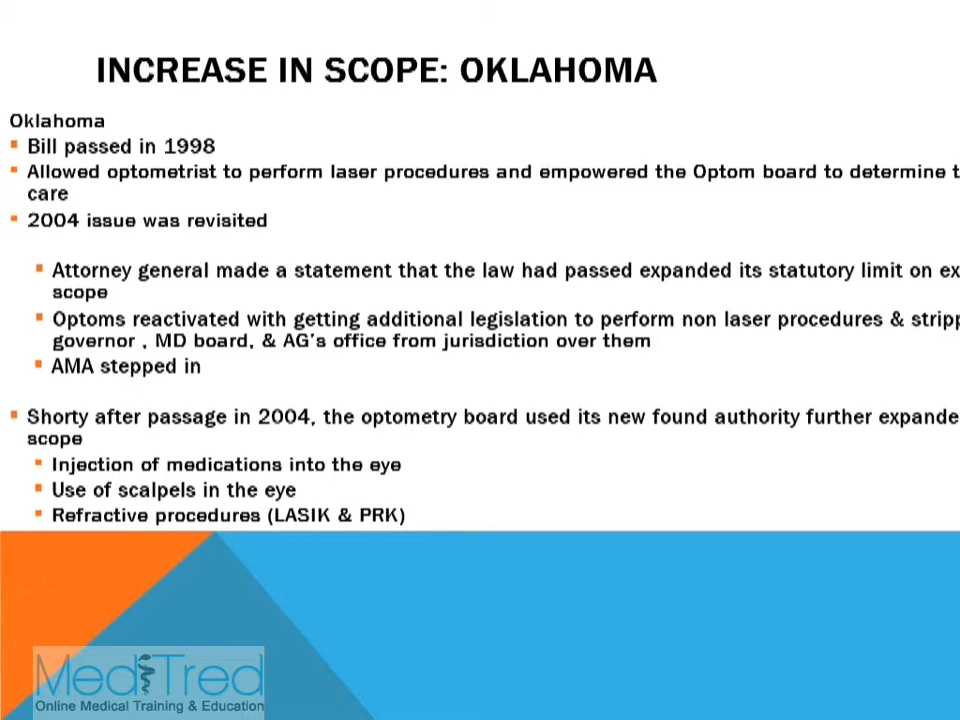 INCREASE IN SCOPE: OKLAHOMA
Oklahoma
Bill passed in 1998
Allowed optometrist to perform laser procedures and empowered the Optom board to determine
care
2004 issue was revisited
Attorney general made a statement that the law had passed expanded its statutory limit on
scope
Optoms reactivated with getting additional legislation to perform non laser procedures &
governor , MD board, & AG's office from jurisdiction over them
AMA stepped in
Shorty after passage in 2004, the optometry board used its new found authority further
scope
Injection of medications into the eye
Use of scalpels in the eye
Refractive procedures (LASIK & PRK)
MediTred
Online Medical Training & Education